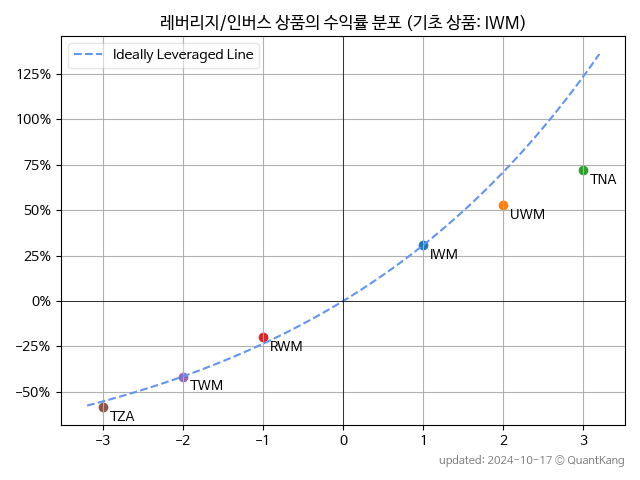 레버리지/인버스 상품의 수익률 분포 (기초 상품: IWM)
Ideally Leveraged Line
125%
100%
75%
TNA
50%
UWM
25%
IWM
0%
−25%
RWM
TWM
−50%
TZA
−3 −2 −1 0 1 2 3
updated: 2024-10-17 © QuantKang